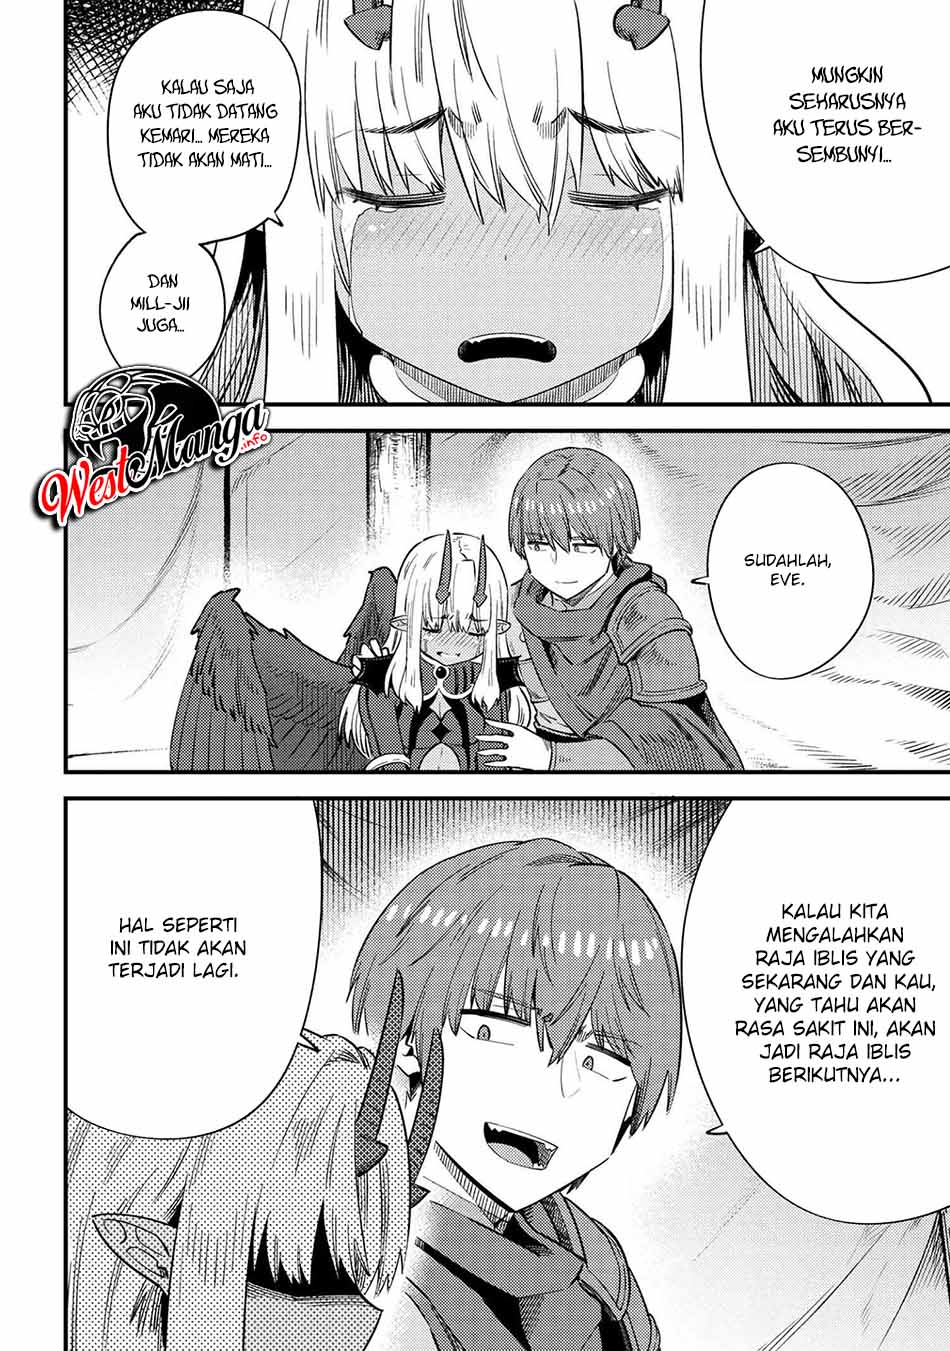 MUNGKIN
SEHARUSNYA
AKU TERUS BER-
SEMBUNYI...
KALAU SAJA
AKU TIDAK DATANG
KEMARI... MEREKA
TIDAK AKAN MATI...
DAN
MILL-JII
JUGA...
WestManga
.info
SUDAHLAH,
EVE.
KALAU KITA
MENGALAHKAN
RAJA IBLIS YANG
SEKARANG DAN KAU,
YANG TAHU AKAN
RASA SAKIT INI, AKAN
JADI RAJA IBLIS
BERIKUTNYA...
HAL SEPERTI
INI TIDAK AKAN
TERJADI LAGI.